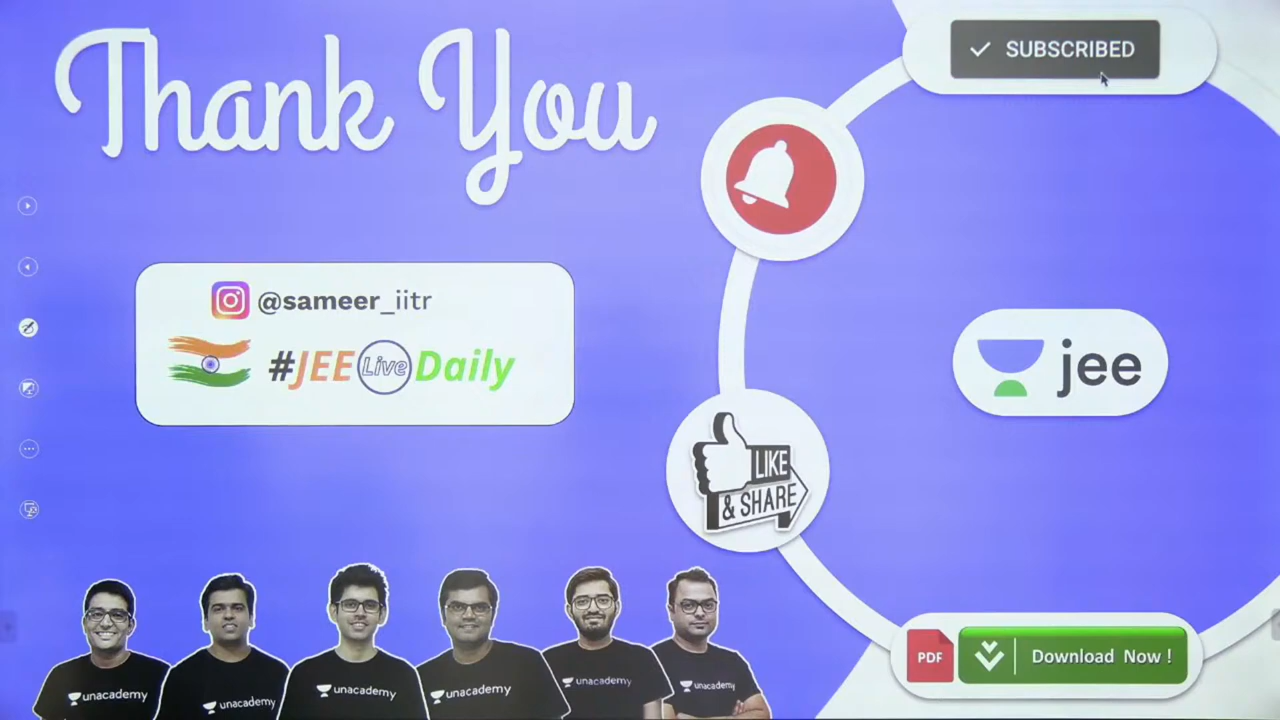 Thank You
SUBSCRIBED
@sameer_iitr
#JEE Live Daily
jee
LIKE
& SHARE
PDF
Download Now !
unacademy
unacademy
unacademy
unacademy
unacademy
unacademy